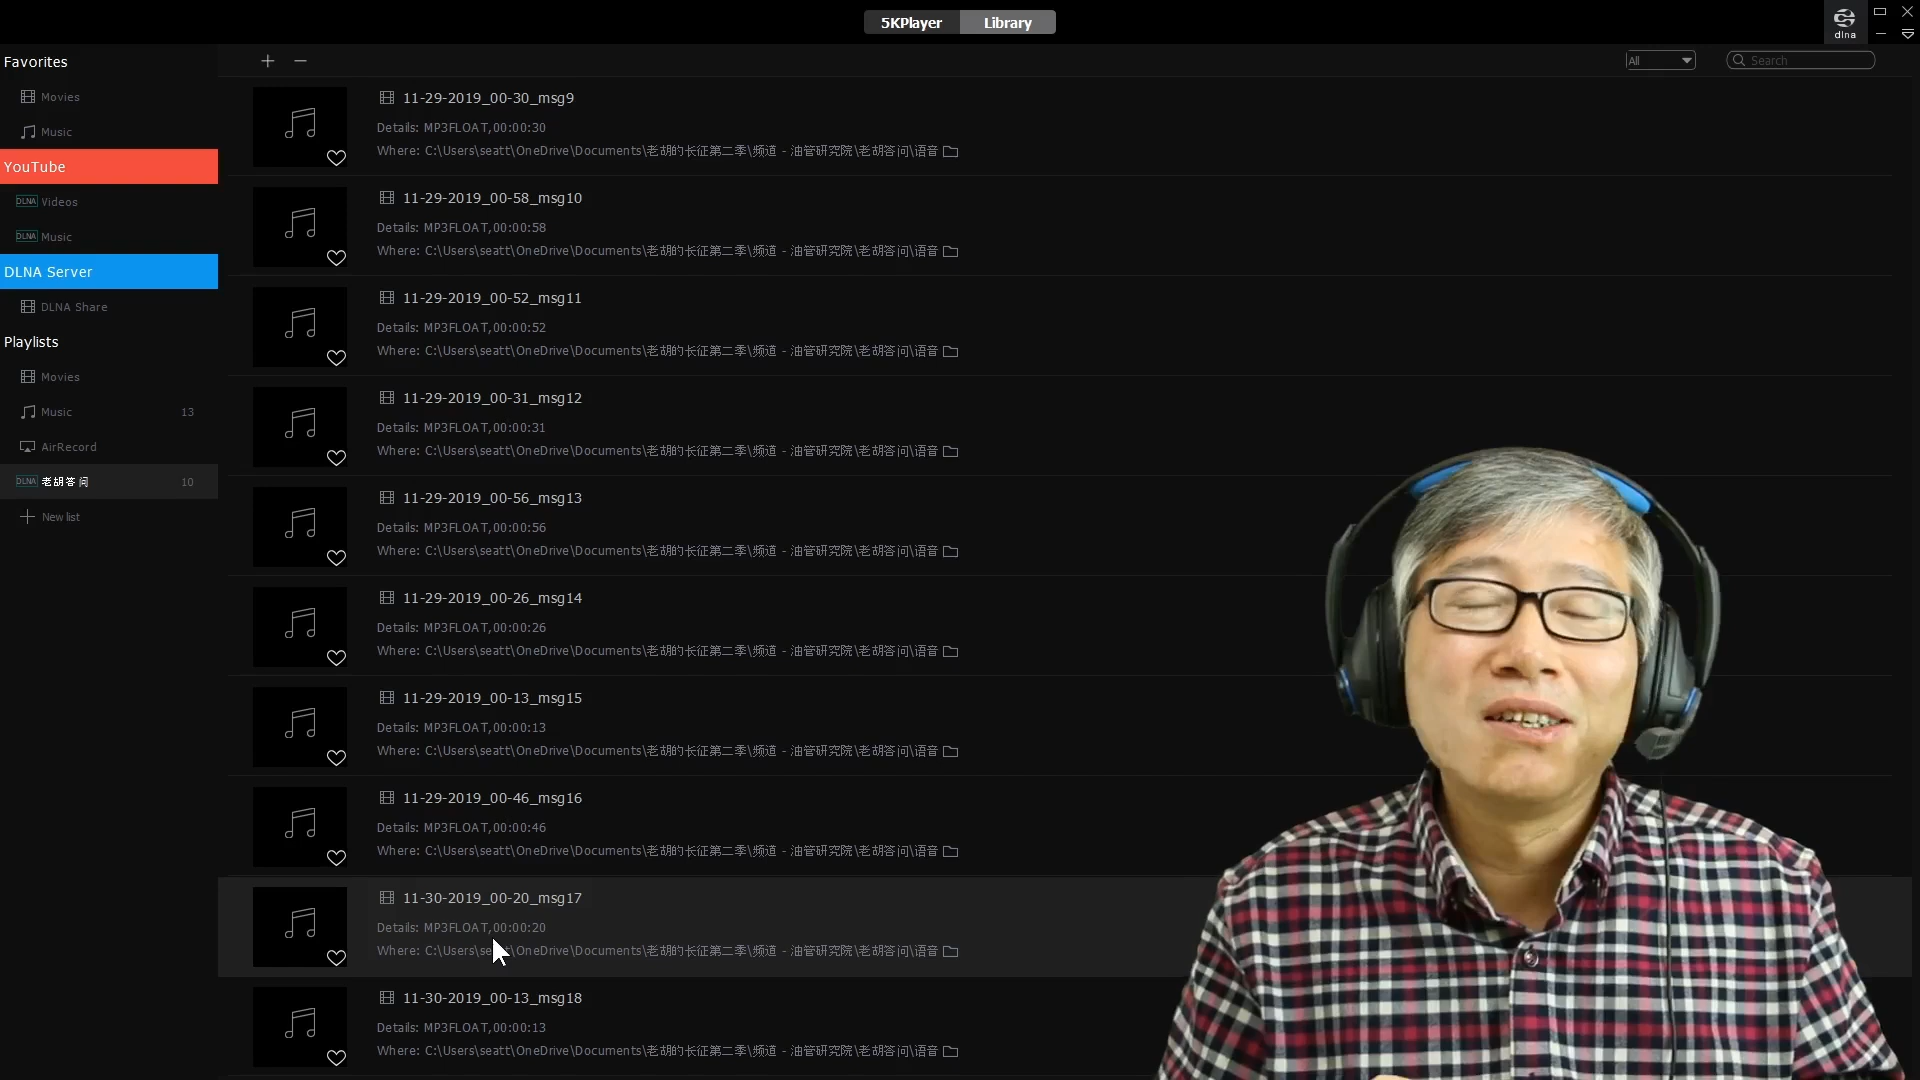 5KPlayer
Library
dlna
Favorites
Movies
Music
YouTube
DLNA Videos
DLNA Music
DLNA Server
DLNA Share
Playlists
Movies
Music 13
AirRecord
DLNA 老胡答问 10
New list
All
Search
11-29-2019_00-30_msg9
Details: MP3FLOAT,00:00:30
Where: C:\Users\seatt\OneDrive\Documents\老胡的长征第二季\频道 - 油管研究院\老胡答问\语音
11-29-2019_00-58_msg10
Details: MP3FLOAT,00:00:58
Where: C:\Users\seatt\OneDrive\Documents\老胡的长征第二季\频道 - 油管研究院\老胡答问\语音
11-29-2019_00-52_msg11
Details: MP3FLOAT,00:00:52
Where: C:\Users\seatt\OneDrive\Documents\老胡的长征第二季\频道 - 油管研究院\老胡答问\语音
11-29-2019_00-31_msg12
Details: MP3FLOAT,00:00:31
Where: C:\Users\seatt\OneDrive\Documents\老胡的长征第二季\频道 - 油管研究院\老胡答问\语音
11-29-2019_00-56_msg13
Details: MP3FLOAT,00:00:56
Where: C:\Users\seatt\OneDrive\Documents\老胡的长征第二季\频道 - 油管研究院\老胡答问\语音
11-29-2019_00-26_msg14
Details: MP3FLOAT,00:00:26
Where: C:\Users\seatt\OneDrive\Documents\老胡的长征第二季\频道 - 油管研究院\老胡答问\语音
11-29-2019_00-13_msg15
Details: MP3FLOAT,00:00:13
Where: C:\Users\seatt\OneDrive\Documents\老胡的长征第二季\频道 - 油管研究院\老胡答问\语音
11-29-2019_00-46_msg16
Details: MP3FLOAT,00:00:46
Where: C:\Users\seatt\OneDrive\Documents\老胡的长征第二季\频道 - 油管研究院\老胡答问\语音
11-30-2019_00-20_msg17
Details: MP3FLOAT,00:00:20
Where: C:\Users\seatt\OneDrive\Documents\老胡的长征第二季\频道 - 油管研究院\老胡答问\语音
11-30-2019_00-13_msg18
Details: MP3FLOAT,00:00:13
Where: C:\Users\seatt\OneDrive\Documents\老胡的长征第二季\频道 - 油管研究院\老胡答问\语音